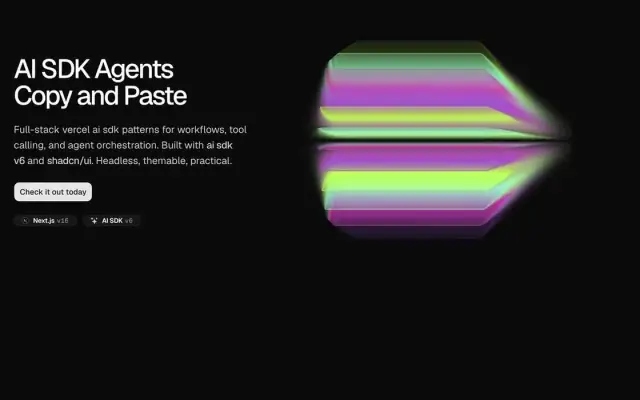 AI SDK Agents
Copy and Paste
Full-stack vercel ai sdk patterns for workflows, tool
calling, and agent orchestration. Built with ai sdk
v6 and shadcn/ui. Headless, themable, practical.
Check it out today
Next.js v16
AI SDK v6